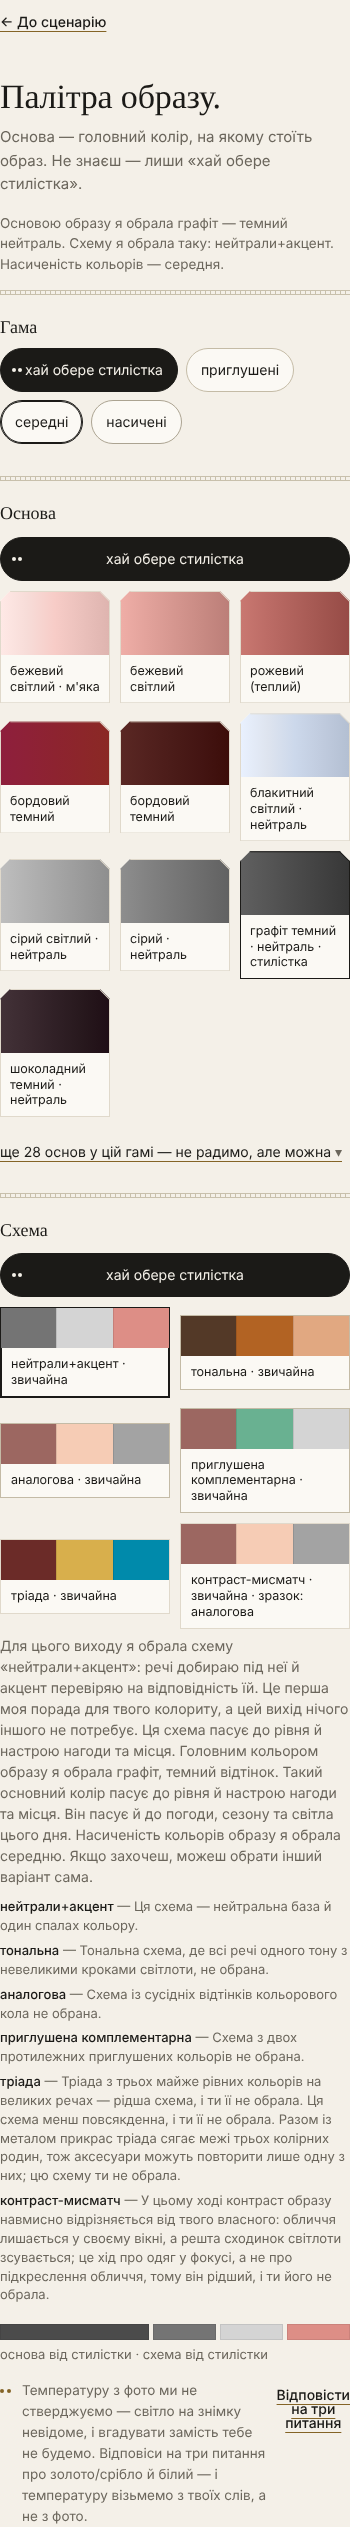 ← До сценарію
Палітра образу.
Основа — головний колір, на якому стоїть
образ. Не знаєш — лиши «хай обере
стилістка».
Основою образу я обрала графіт — темний
нейтраль. Схему я обрала таку: нейтрали+акцент.
Насиченість кольорів — середня.
Гама
хай обере стилістка
приглушені
середні
насичені
Основа
хай обере стилістка
бежевий
світлий · м'яка
бежевий
світлий
рожевий
(теплий)
бордовий
темний
бордовий
темний
блакитний
світлий ·
нейтраль
сірий світлий ·
нейтраль
сірий ·
нейтраль
графіт темний
· нейтраль ·
стилістка
шоколадний
темний ·
нейтраль
ще 28 основ у цій гамі — не радимо, але можна ▾
Схема
хай обере стилістка
нейтрали+акцент ·
звичайна
тональна · звичайна
аналогова · звичайна
приглушена
комплементарна ·
звичайна
тріада · звичайна
контраст-мисматч ·
звичайна · зразок:
аналогова
Для цього виходу я обрала схему
«нейтрали+акцент»: речі добираю під неї й
акцент перевіряю на відповідність їй. Це перша
моя порада для твого колориту, а цей вихід нічого
іншого не потребує. Ця схема пасує до рівня й
настрою нагоди та місця. Головним кольором
образу я обрала графіт, темний відтінок. Такий
основний колір пасує до рівня й настрою нагоди
та місця. Він пасує й до погоди, сезону та світла
цього дня. Насиченість кольорів образу я обрала
середню. Якщо захочеш, можеш обрати інший
варіант сама.
нейтрали+акцент — Ця схема — нейтральна база й
один спалах кольору.
тональна — Тональна схема, де всі речі одного тону з
невеликими кроками світлоти, не обрана.
аналогова — Схема із сусідніх відтінків кольорового
кола не обрана.
приглушена комплементарна — Схема з двох
протилежних приглушених кольорів не обрана.
тріада — Тріада з трьох майже рівних кольорів на
великих речах — рідша схема, і ти її не обрала. Ця
схема менш повсякденна, і ти її не обрала. Разом із
металом прикрас тріада сягає межі трьох колірних
родин, тож аксесуари можуть повторити лише одну з
них; цю схему ти не обрала.
контраст-мисматч — У цьому ході контраст образу
навмисно відрізняється від твого власного: обличчя
лишається у своєму вікні, а решта сходинок світлоти
зсувається; це хід про одяг у фокусі, а не про
підкреслення обличчя, тому він рідший, і ти його не
обрала.
основа від стилістки · схема від стилістки
Температуру з фото ми не
стверджуємо — світло на знімку
невідоме, і вгадувати замість тебе
не будемо. Відповіси на три питання
про золото/срібло й білий — і
температуру візьмемо з твоїх слів, а
не з фото.
Відповісти
на три
питання